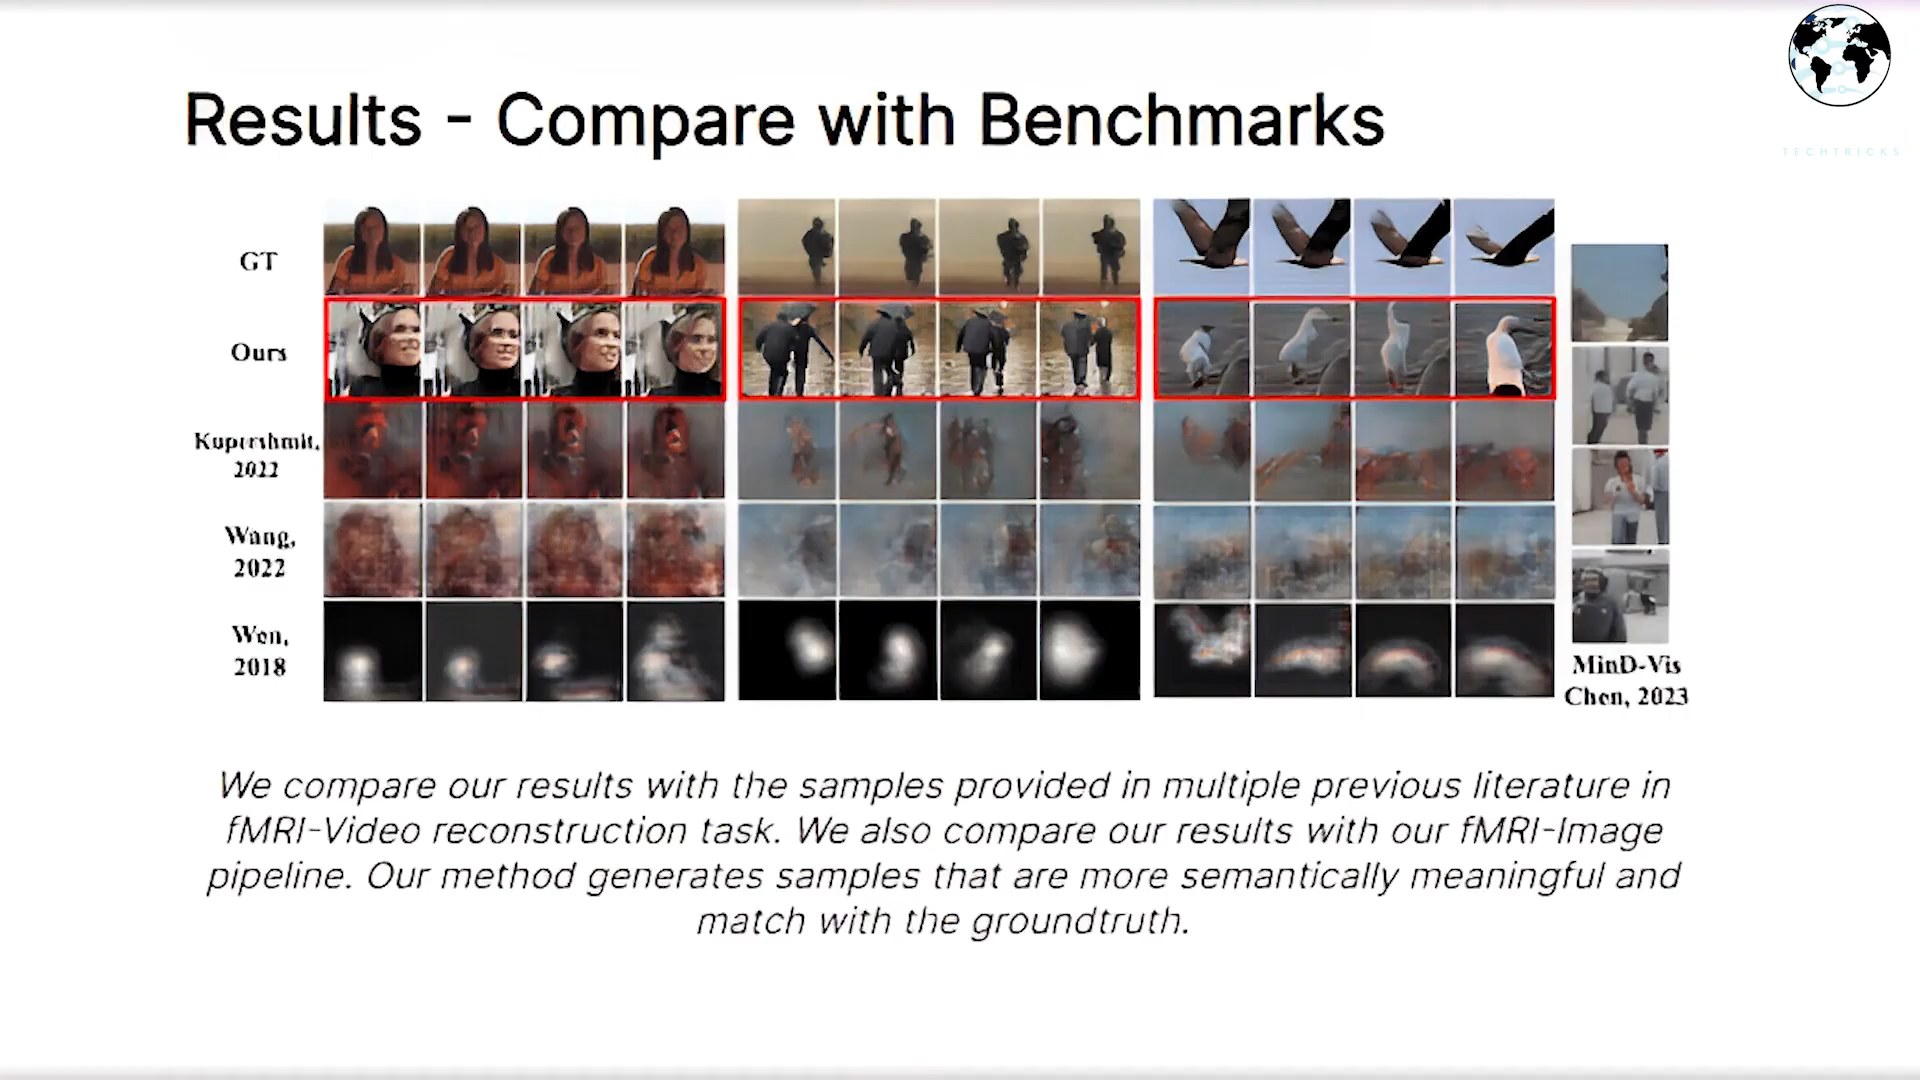 TECHTRICKS
Results - Compare with Benchmarks
GT
Ours
Kupershmit,
2022
Wang,
2022
Wen,
2018
MinD-Vis
Chen, 2023
We compare our results with the samples provided in multiple previous literature in
fMRI-Video reconstruction task. We also compare our results with our fMRI-Image
pipeline. Our method generates samples that are more semantically meaningful and
match with the groundtruth.